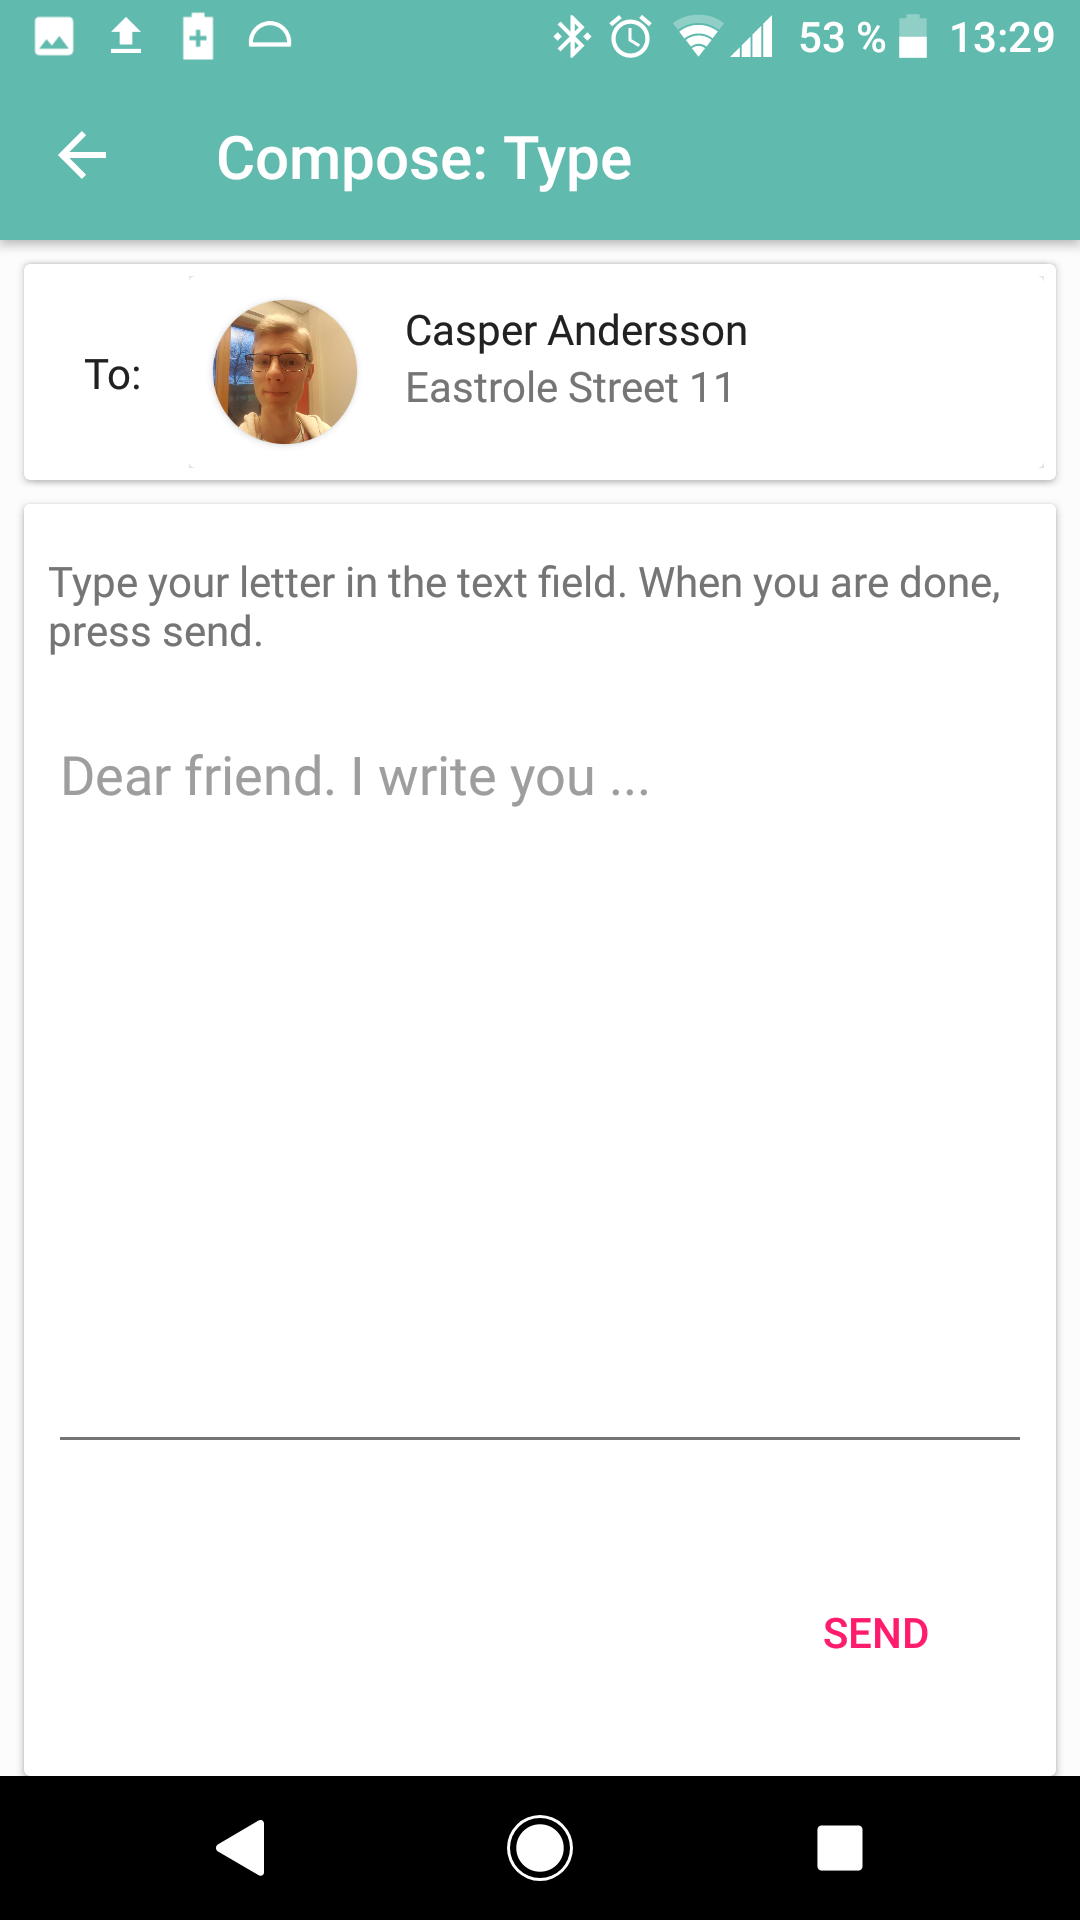 53 % 13:29
Compose: Type
To:
Casper Andersson
Eastrole Street 11
Type your letter in the text field. When you are done,
press send.
Dear friend. I write you ...
SEND